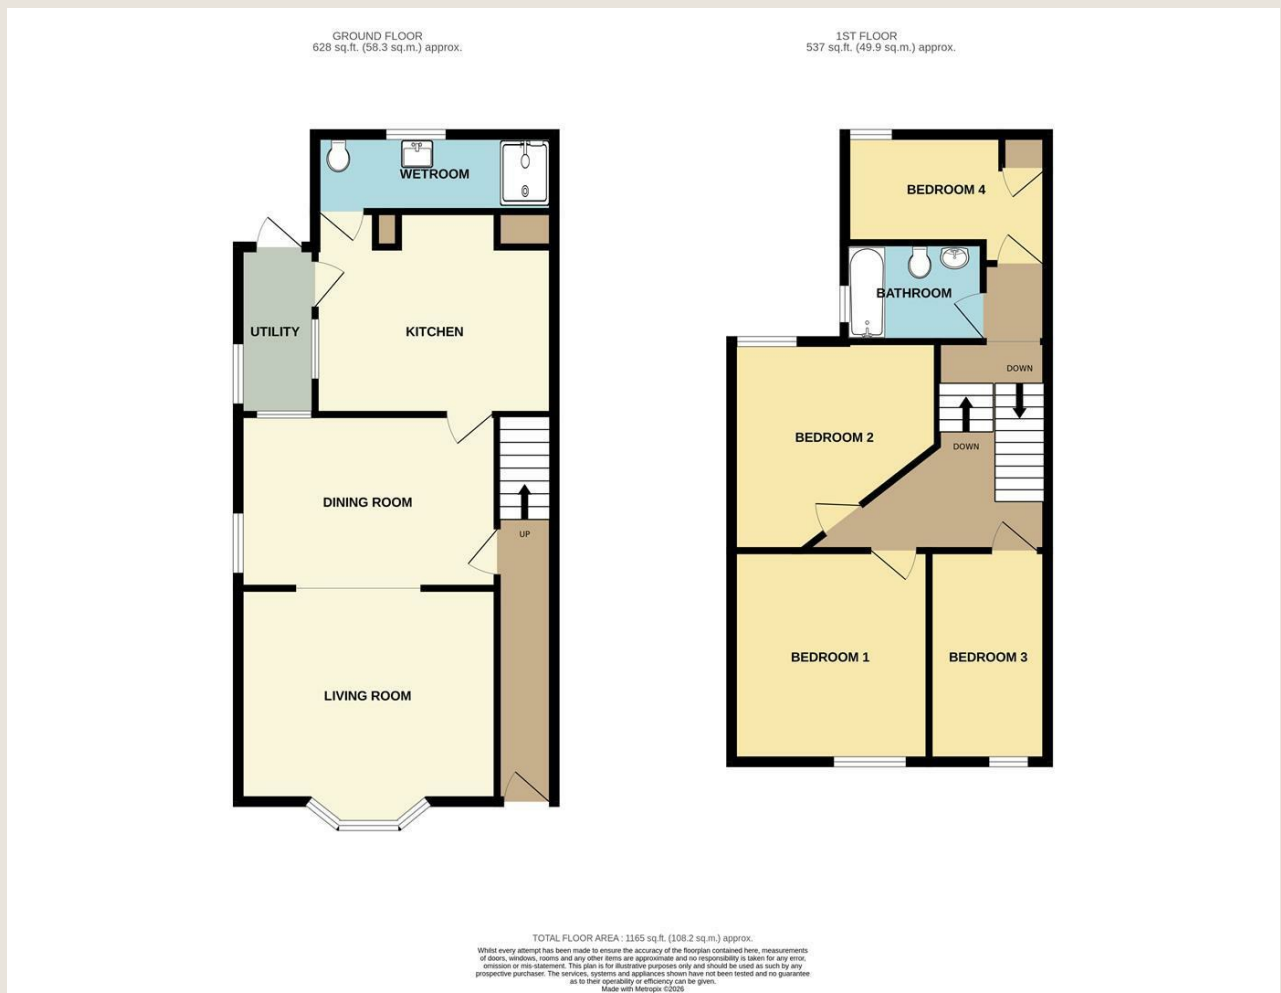 GROUND FLOOR
628 sq.ft. (58.3 sq.m.) approx.
1ST FLOOR
537 sq.ft. (49.9 sq.m.) approx.
WETROOM
KITCHEN
UTILITY
DINING ROOM
UP
LIVING ROOM
BEDROOM 4
BATHROOM
DOWN
BEDROOM 2
DOWN
BEDROOM 1
BEDROOM 3
TOTAL FLOOR AREA : 1165 sq.ft. (108.2 sq.m.) approx.
Whilst every attempt has been made to ensure the accuracy of the floorplan contained here, measurements
of doors, windows, rooms and any other items are approximate and no responsibility is taken for any error,
omission or mis-statement. This plan is for illustrative purposes only and should be used as such by any
prospective purchaser. The services, systems and appliances shown have not been tested and no guarantee
as to their operability or efficiency can be given.
Made with Metropix ©2026